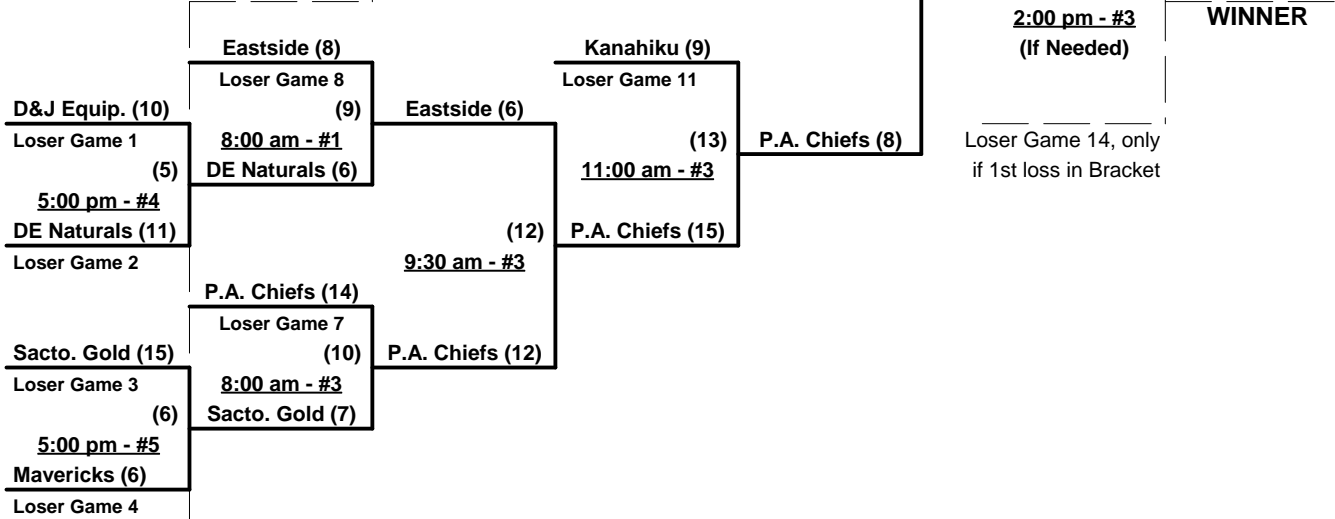 2:00 pm - #3
WINNER
(If Needed)
Eastside (8)
Kanahiku (9)
Loser Game 8
Loser Game 11
D&J Equip. (10)
(9)
Eastside (6)
Loser Game 1
8:00 am - #1
(13)
P.A. Chiefs (8)
Loser Game 14, only
if 1st loss in Bracket
(5)
DE Naturals (6)
11:00 am - #3
5:00 pm - #4
DE Naturals (11)
(12)
P.A. Chiefs (15)
Loser Game 2
9:30 am - #3
P.A. Chiefs (14)
Loser Game 7
Sacto. Gold (15)
(10)
P.A. Chiefs (12)
Loser Game 3
8:00 am - #3
(6)
Sacto. Gold (7)
5:00 pm - #5
Mavericks (6)
Loser Game 4